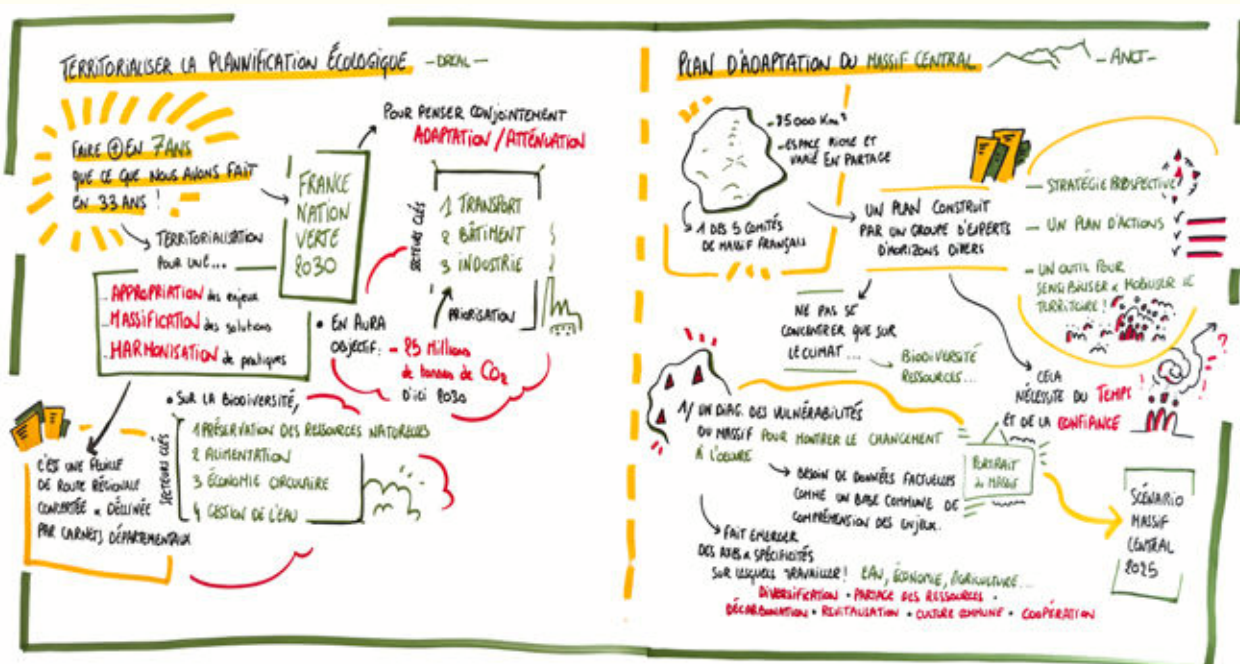 TERRITORIALISER LA PLANNIFICATION ÉCOLOGIQUE - DREAL -
FAIRE + EN 7 ANS
QUE CE QUE NOUS AVONS FAIT
EN 33 ANS !
TERRITORIALISATION
POUR UNE...
- APPROPRIATION des enjeux
- MASSIFICATION des solutions
- HARMONISATION de pratiques
C'EST UNE FEUILLE
DE ROUTE RÉGIONALE
CONCERTÉE & DÉCLINÉE
PAR CARNETS DÉPARTEMENTAUX
FRANCE
NATION
VERTE
2030
POUR PENSER CONJOINTEMENT
ADAPTATION / ATTÉNUATION
SECTEURS CLÉS
1 TRANSPORT
2 BÂTIMENT
3 INDUSTRIE
PRIORISATION
• EN AURA
OBJECTIF: - 25 Millions
de tonnes de CO2
D'ici 2030
• SUR LA BIODIVERSITÉ,
SECTEURS CLÉS
1 PRÉSERVATION DES RESSOURCES NATURELLES
2 ALIMENTATION
3 ÉCONOMIE CIRCULAIRE
4 GESTION DE L'EAU
PLAN D'ADAPTATION DU MASSIF CENTRAL - ANCT -
- 85000 Km²
- ESPACE RICHE ET
VARIÉ EN PARTAGE
1 DES 5 COMITÉS
DE MASSIF FRANÇAIS
UN PLAN CONSTRUIT
PAR UN GROUPE D'EXPERTS
D'HORIZONS DIVERS
- STRATÉGIE PROSPECTIVE
- UN PLAN D'ACTIONS
- UN OUTIL POUR
SENSIBILISER & MOBILISER LE
TERRITOIRE !
NE PAS SE
CONCENTRER QUE SUR
LE CLIMAT ...
BIODIVERSITÉ
RESSOURCES...
CELA
NÉCESSITE DU TEMPS !
ET DE LA CONFIANCE
?
1/ UN DIAG. DES VULNÉRABILITÉS
DU MASSIF POUR MONTRER LE CHANGEMENT
À L'OEUVRE
PORTRAIT
du MASSIF
BESOIN DE DONNÉES FACTUELLES
COMME UN BASE COMMUNE DE
COMPRÉHENSION DES ENJEUX.
FAIT EMERGER
DES AXES & SPÉCIFICITÉS
SUR LESQUELS TRAVAILLER ! EAU, ÉCONOMIE, AGRICULTURE...
DIVERSIFICATION • PARTAGE DES RESSOURCES •
DÉCARBONATION • REVITALISATION • CULTURE COMMUNE • COOPÉRATION
SCÉNARIO
MASSIF
CENTRAL
2025